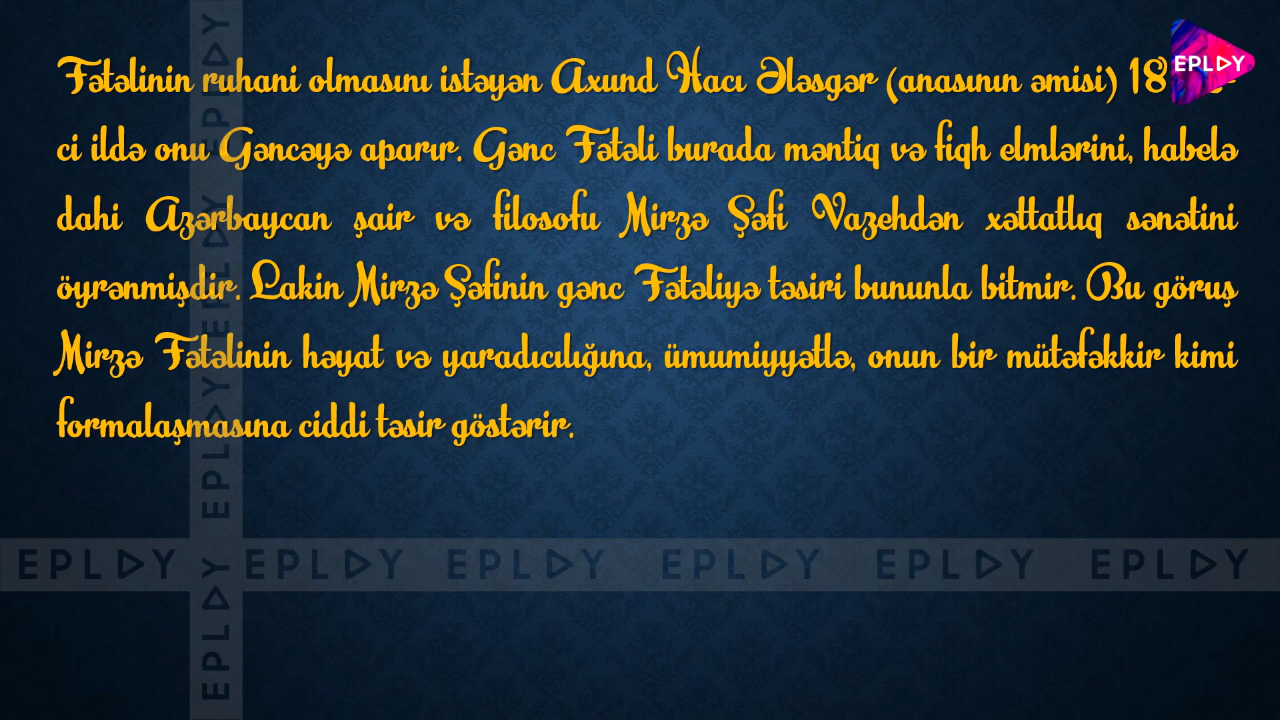 Fətəlinin ruhani olmasını istəyən Axund Hacı Ələsgər (anasının əmisi) 18
ci ildə onu Gəncəyə aparır. Gənc Fətəli burada məntiq və fiqh elmlərini, habelə
dahi Azərbaycan şair və filosofu Mirzə Şəfi Vazehdən xəttatlıq sənətini
öyrənmişdir. Lakin Mirzə Şəfinin gənc Fətəliyə təsiri bununla bitmir. Bu göruş
Mirzə Fətəlinin həyat və yaradıcılığına, ümumiyyətlə, onun bir mütəfəkkir kimi
formalaşmasına ciddi təsir göstərir.
EPLAY
EPLAY
EPLAY
EPLAY
EPLAY
EPLAY
EPLAY
EPLAY
EPLAY
EPLAY
EPLAY
EPLAY